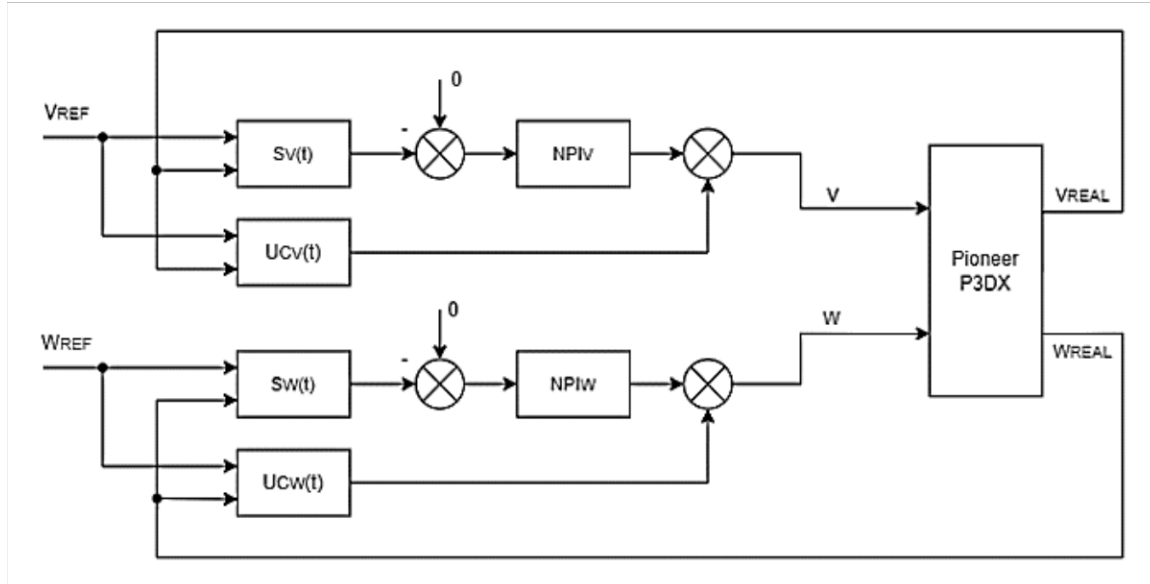 VREF
SV(t)
-
0
NPIV
UCV(t)
V
VREAL
Pioneer
P3DX
WREF
SW(t)
-
0
NPIW
UCW(t)
W
WREAL